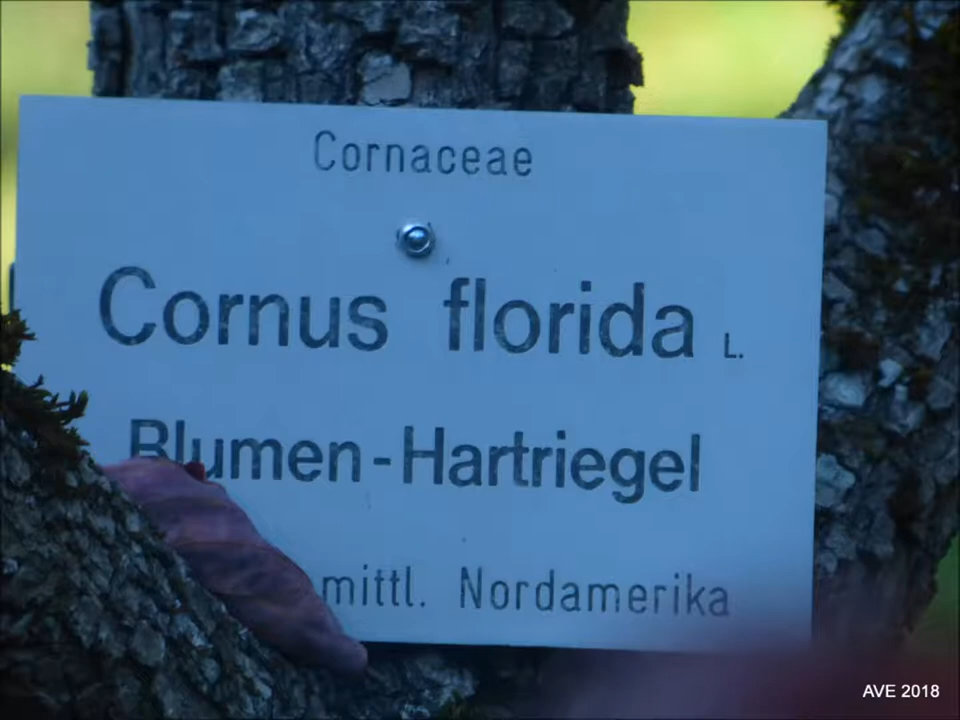 Cornaceae
Cornus florida L.
Blumen-Hartriegel
mittl. Nordamerika
AVE 2018